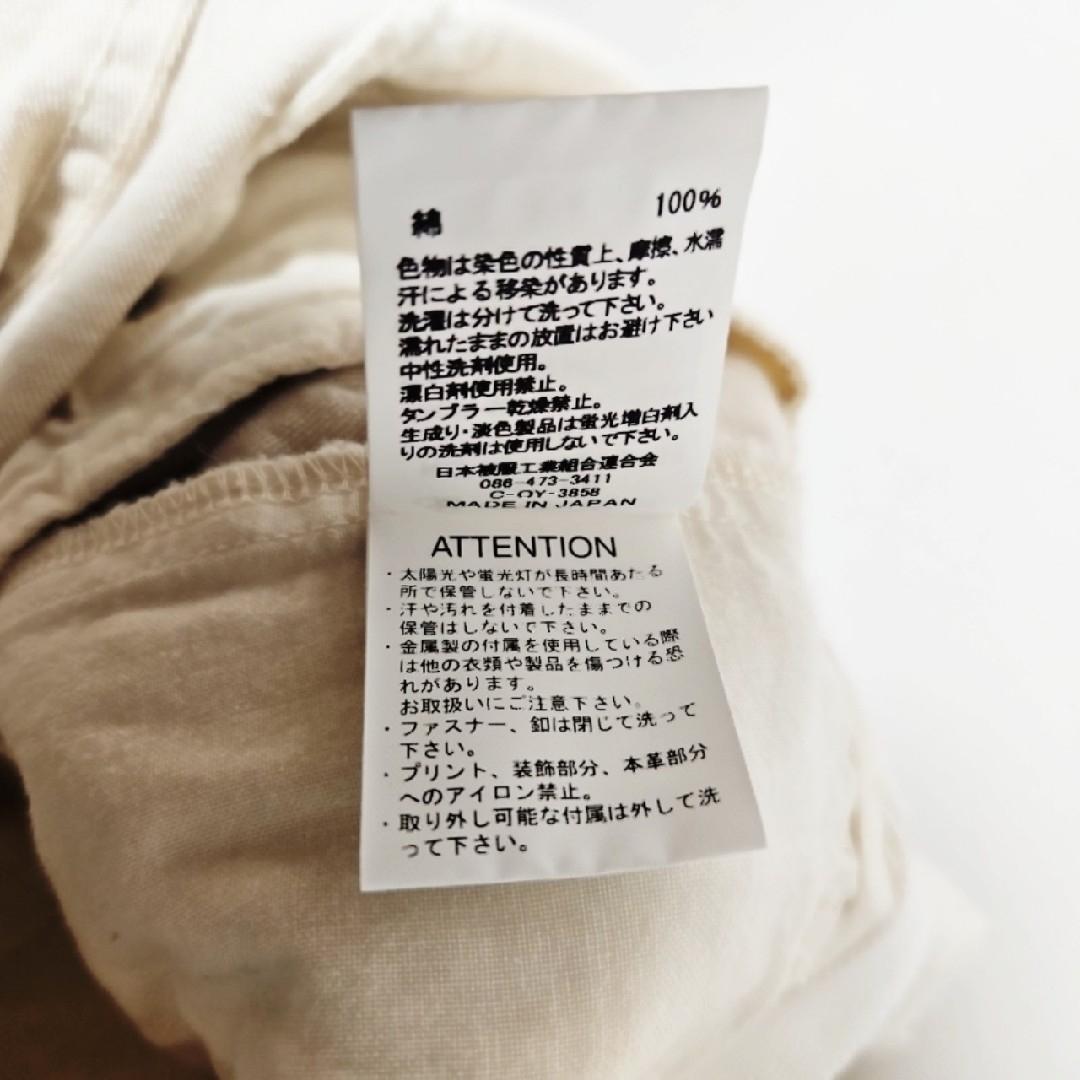 綿 100%
色物は染色の性質上、摩擦、水濡
汗による移染があります。
洗濯は分けて洗って下さい。
濡れたままの放置はお避け下さい
中性洗剤使用。
漂白剤使用禁止。
タンブラー乾燥禁止。
生成り・淡色製品は蛍光増白剤入
りの洗剤は使用しないで下さい。
日本被服工業組合連合会
086-473-3411
C-OY-3858
MADE IN JAPAN
ATTENTION
・太陽光や蛍光灯が長時間あたる
所で保管しないで下さい。
・汗や汚れを付着したままでの
保管はしないで下さい。
・金属製の付属を使用している際
は他の衣類や製品を傷つける恐
れがあります。
お取扱いにご注意下さい。
・ファスナー、釦は閉じて洗って
下さい。
・プリント、装飾部分、本革部分
へのアイロン禁止。
・取り外し可能な付属は外して洗
って下さい。